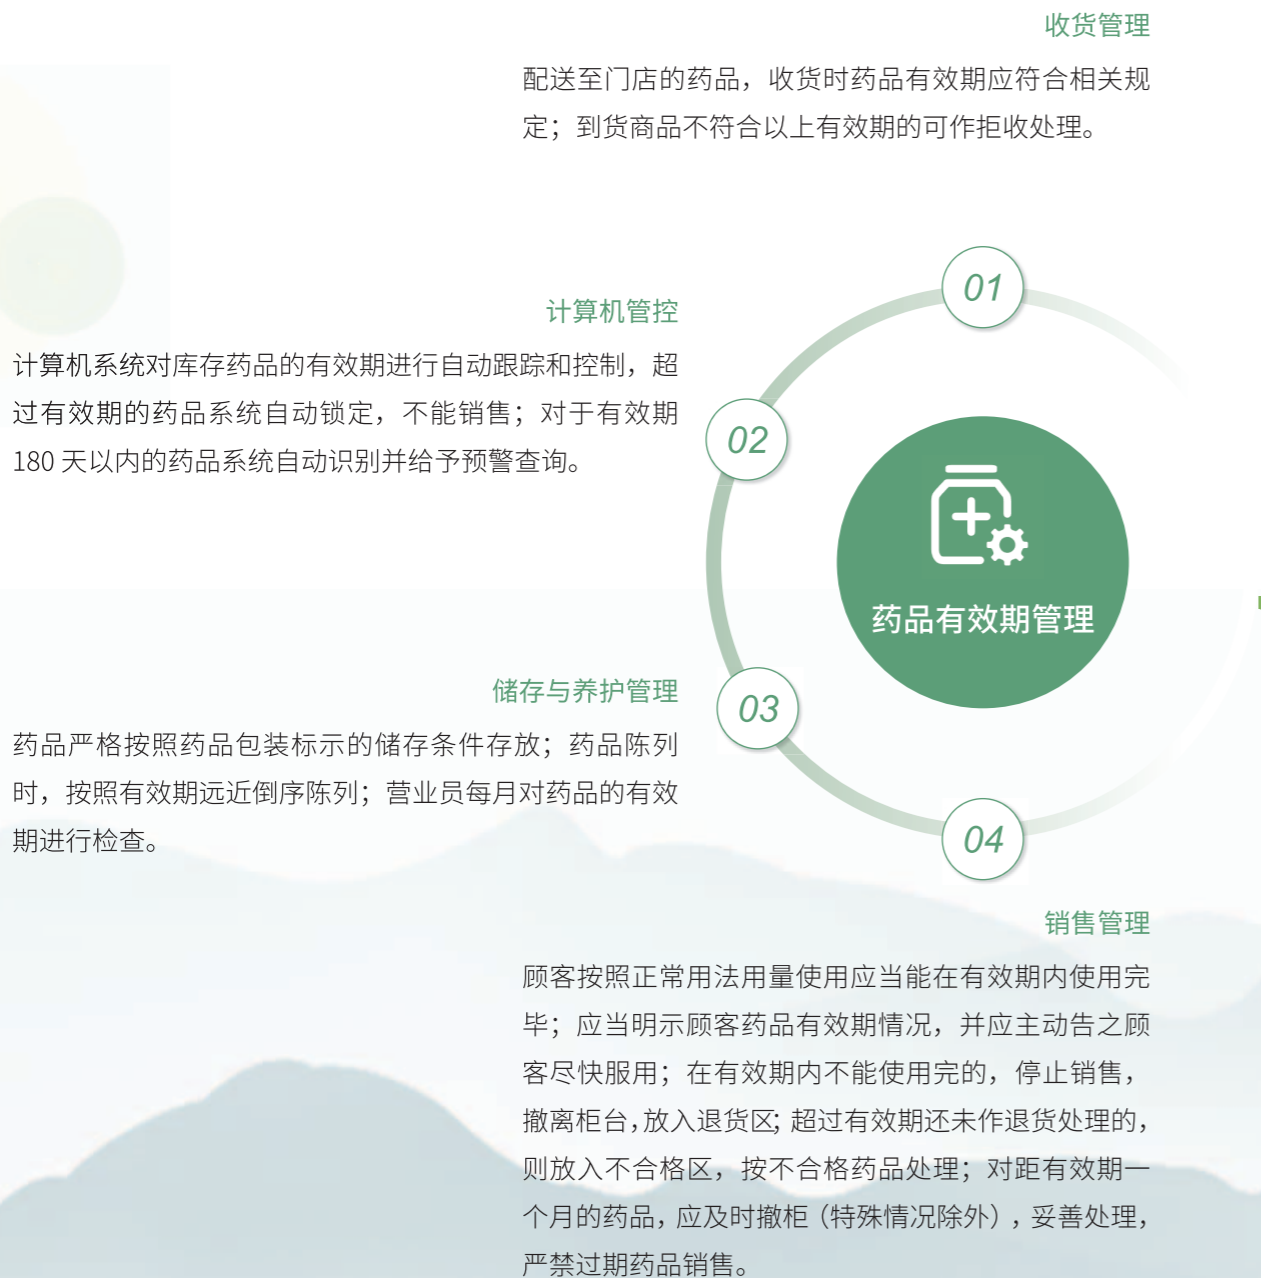 收货管理
配送至门店的药品，收货时药品有效期应符合相关规
定；到货商品不符合以上有效期的可作拒收处理。
01
计算机管控
计算机系统对库存药品的有效期进行自动跟踪和控制，超
过有效期的药品系统自动锁定，不能销售；对于有效期
180 天以内的药品系统自动识别并给予预警查询。
02
药品有效期管理
储存与养护管理
药品严格按照药品包装标示的储存条件存放；药品陈列
时，按照有效期远近倒序陈列；营业员每月对药品的有效
期进行检查。
03
04
销售管理
顾客按照正常用法用量使用应当能在有效期内使用完
毕；应当明示顾客药品有效期情况，并应主动告之顾
客尽快服用；在有效期内不能使用完的，停止销售，
撤离柜台，放入退货区；超过有效期还未作退货处理的，
则放入不合格区，按不合格药品处理；对距有效期一
个月的药品，应及时撤柜（特殊情况除外），妥善处理，
严禁过期药品销售。